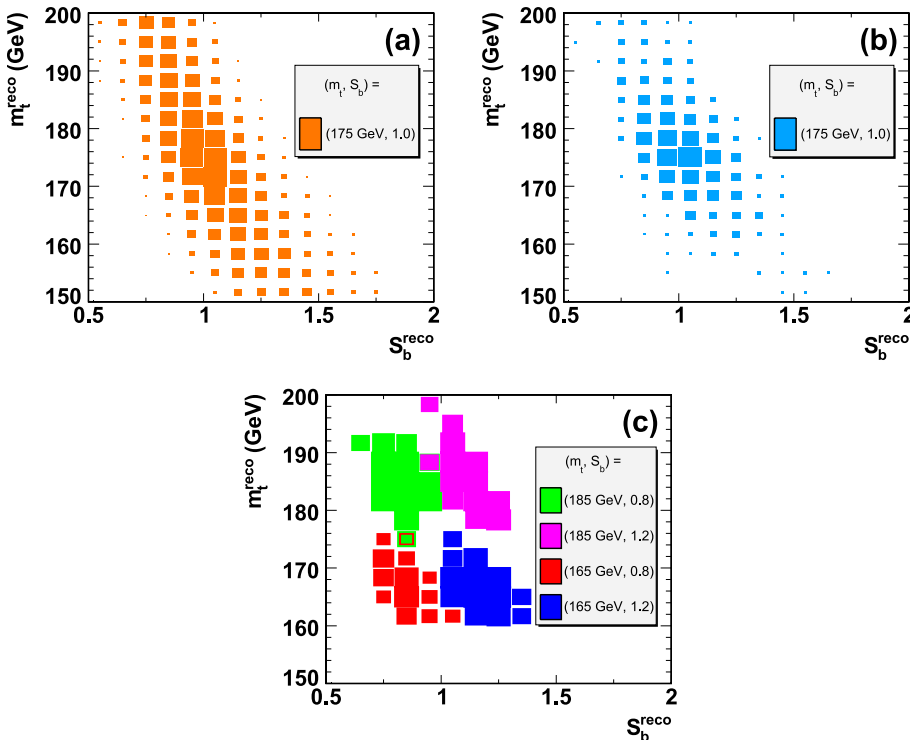 200
190
180
170
160
150
m_t^reco (GeV)
(a)
(m_t, S_b) =
(175 GeV, 1.0)
0.5
1
1.5
2
S_b^reco
200
190
180
170
160
150
m_t^reco (GeV)
(b)
(m_t, S_b) =
(175 GeV, 1.0)
0.5
1
1.5
2
S_b^reco
200
190
180
170
160
150
m_t^reco (GeV)
(c)
(m_t, S_b) =
(185 GeV, 0.8)
(185 GeV, 1.2)
(165 GeV, 0.8)
(165 GeV, 1.2)
0.5
1
1.5
2
S_b^reco